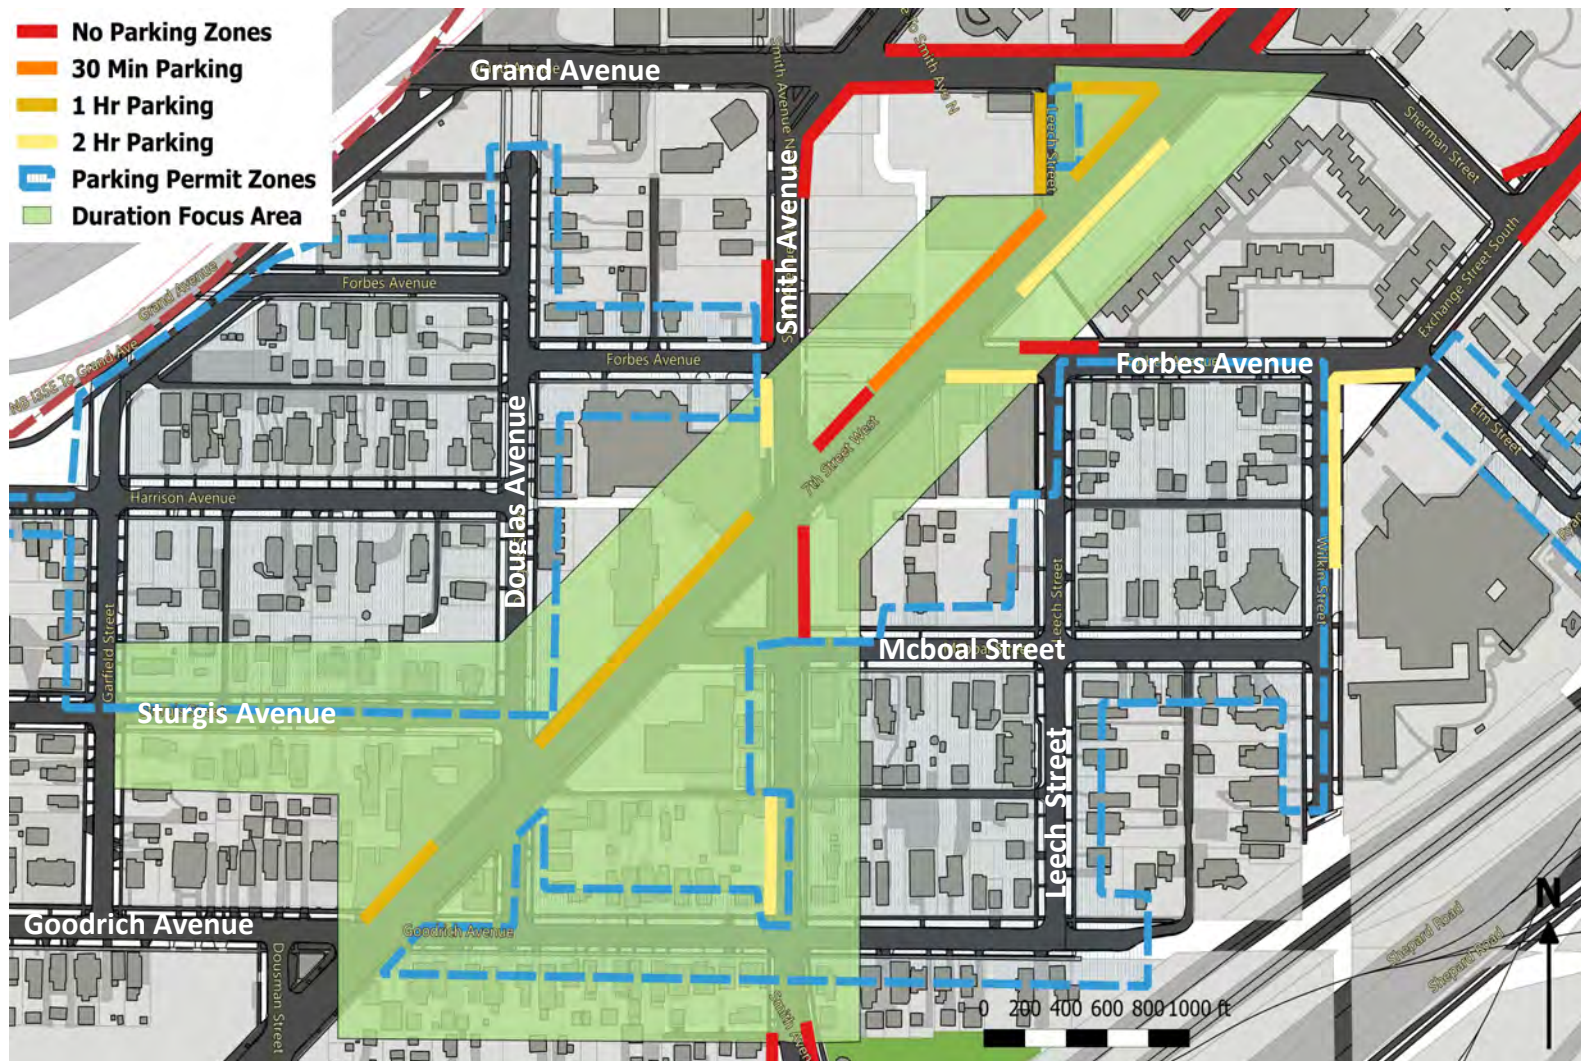 No Parking Zones
30 Min Parking
1 Hr Parking
2 Hr Parking
Parking Permit Zones
Duration Focus Area
Grand Avenue
Smith Avenue N
To Smith Ave N
Leech Street
Sherman Street
Smith Avenue
Grand Avenue
Forbes Avenue
Exchange Street South
NB I35E To Grand Ave
Forbes Avenue
Forbes Avenue
Elm Street
7th Street West
Harrison Avenue
Douglas Avenue
Wilkin Street
Leech Street
Garfield Street
Mcboal Street
Sturgis Avenue
Leech Street
Goodrich Avenue
Goodrich Avenue
Dousman Street
Shepard Road
Shepard Road
N
0 200 400 600 800 1000 ft